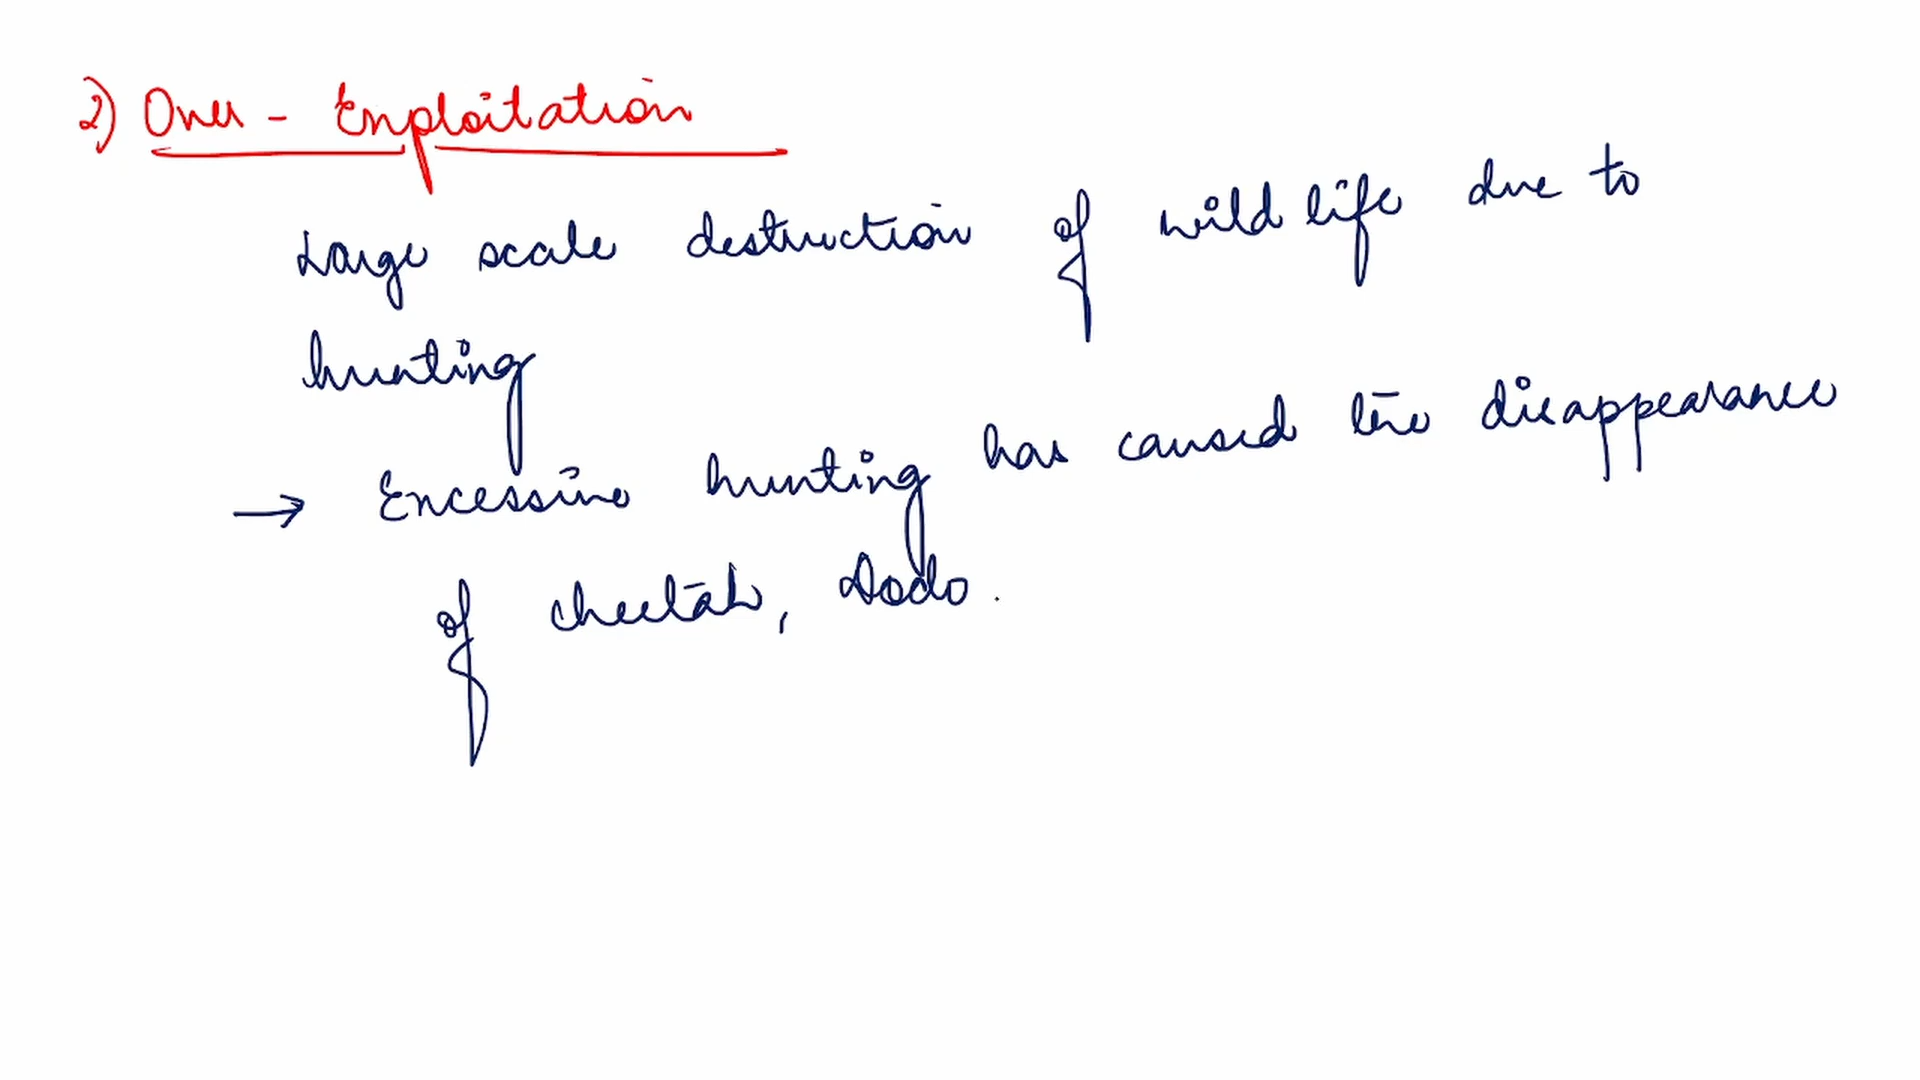 2) Over - Exploitation
Large scale destruction of wild life due to
hunting
→ Excessive hunting has caused the disappearance
of cheetah, Dodo.